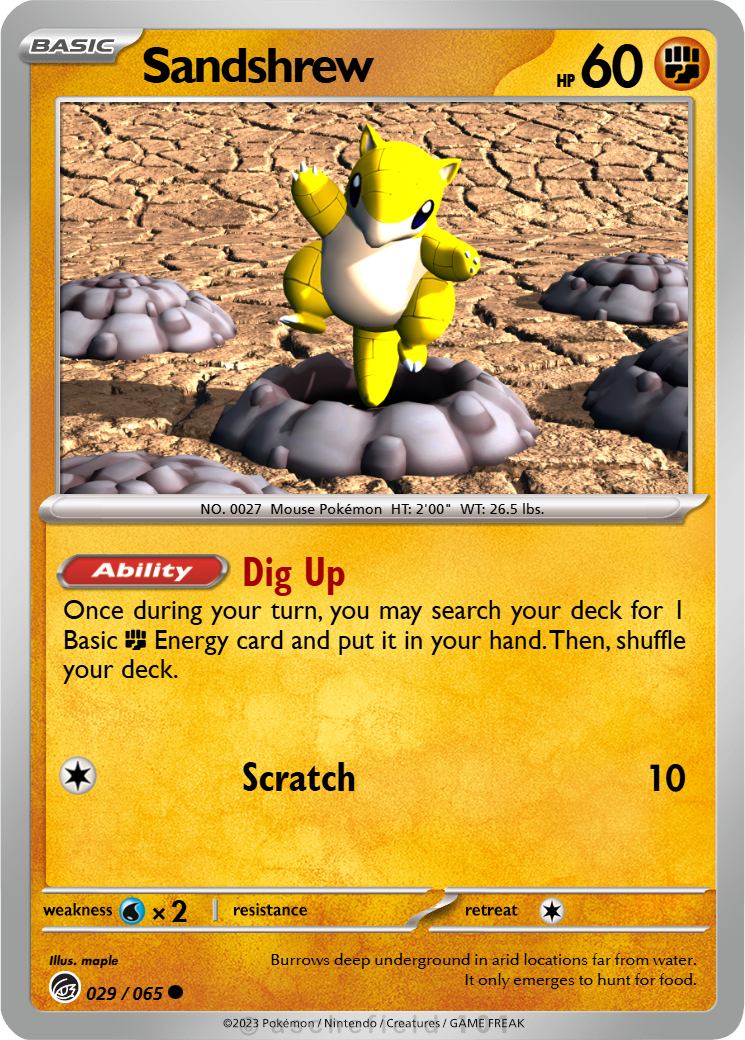 BASIC
Sandshrew
HP 60
NO. 0027 Mouse Pokémon HT: 2'00" WT: 26.5 lbs.
Ability Dig Up
Once during your turn, you may search your deck for 1
Basic Energy card and put it in your hand. Then, shuffle
your deck.
Scratch 10
weakness × 2 resistance retreat
Illus. maple
Burrows deep underground in arid locations far from water.
It only emerges to hunt for food.
029 / 065
©2023 Pokémon / Nintendo / Creatures / GAME FREAK